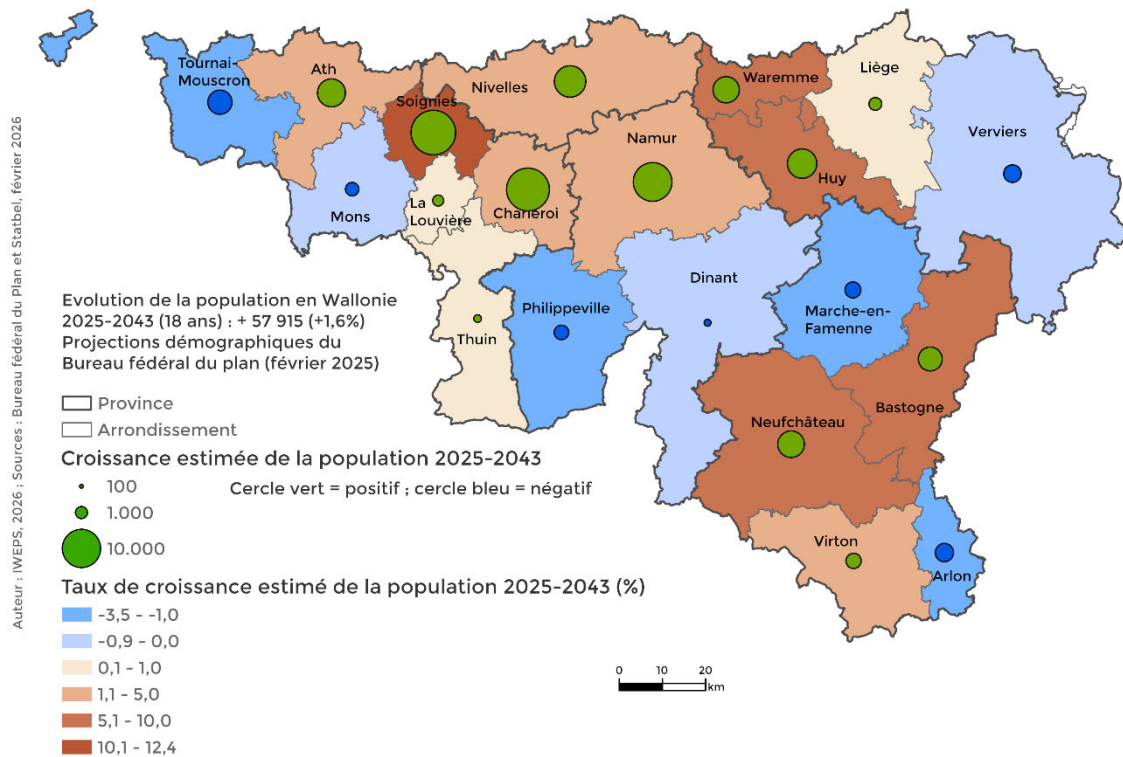 Tournai-
Mouscron
Ath
Soignies
Nivelles
Waremme
Liège
Verviers
Namur
Huy
Mons
La
Louvière
Charleroi
Dinant
Marche-en-
Famenne
Philippeville
Thuin
Bastogne
Neufchâteau
Virton
Arlon
Evolution de la population en Wallonie
2025-2043 (18 ans) : + 57 915 (+1,6%)
Projections démographiques du
Bureau fédéral du plan (février 2025)
Province
Arrondissement
Croissance estimée de la population 2025-2043
Cercle vert = positif ; cercle bleu = négatif
100
1.000
10.000
Taux de croissance estimé de la population 2025-2043 (%)
-3,5 - -1,0
-0,9 - 0,0
0,1 - 1,0
1,1 - 5,0
5,1 - 10,0
10,1 - 12,4
0 10 20
km
Auteur : IWEPS, 2026 ; Sources : Bureau fédéral du Plan et Statbel, février 2026